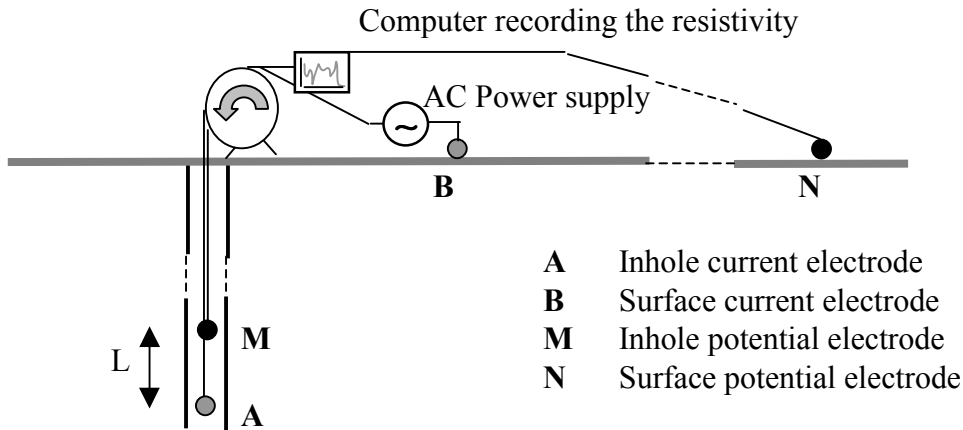 Computer recording the resistivity
AC Power supply
~
B
N
A Inhole current electrode
B Surface current electrode
M Inhole potential electrode
N Surface potential electrode
M
L
A